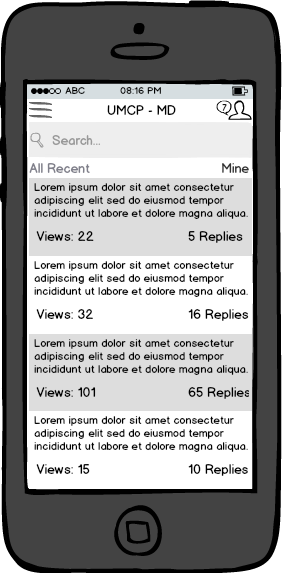 ABC 08:16 PM
UMCP - MD 7
Search...
All Recent Mine
Lorem ipsum dolor sit amet consectetur
adipiscing elit sed do eiusmod tempor
incididunt ut labore et dolore magna aliqua.
Views: 22 5 Replies
Lorem ipsum dolor sit amet consectetur
adipiscing elit sed do eiusmod tempor
incididunt ut labore et dolore magna aliqua.
Views: 32 16 Replies
Lorem ipsum dolor sit amet consectetur
adipiscing elit sed do eiusmod tempor
incididunt ut labore et dolore magna aliqua.
Views: 101 65 Replies
Lorem ipsum dolor sit amet consectetur
adipiscing elit sed do eiusmod tempor
incididunt ut labore et dolore magna aliqua.
Views: 15 10 Replies